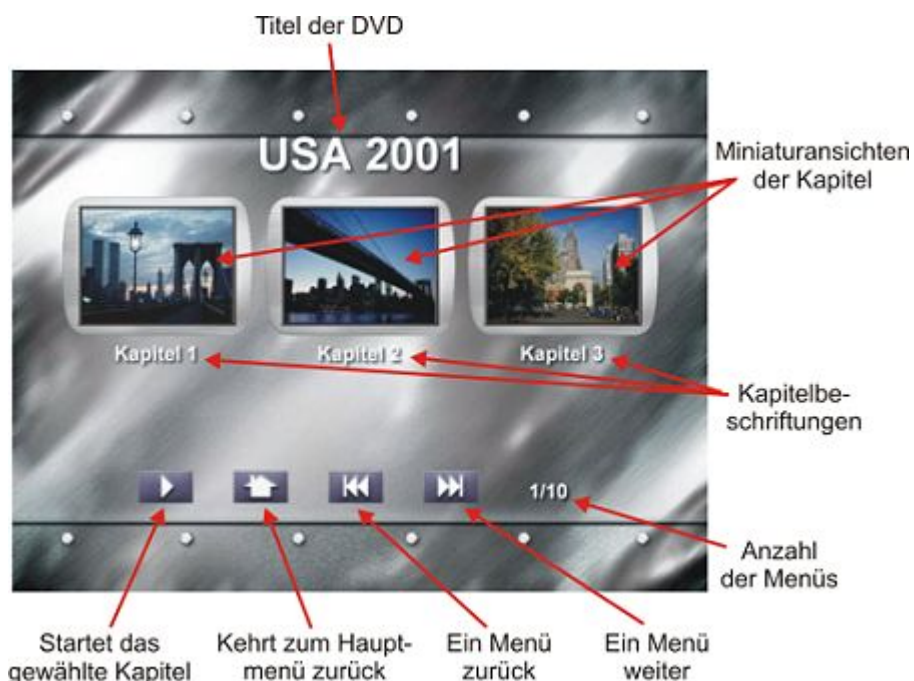 Titel der DVD
USA 2001
Miniaturansichten
der Kapitel
Kapitel 1
Kapitel 2
Kapitel 3
Kapitelbe-
schriftungen
1/10
Anzahl
der Menüs
Startet das
gewählte Kapitel
Kehrt zum Haupt-
menü zurück
Ein Menü
zurück
Ein Menü
weiter